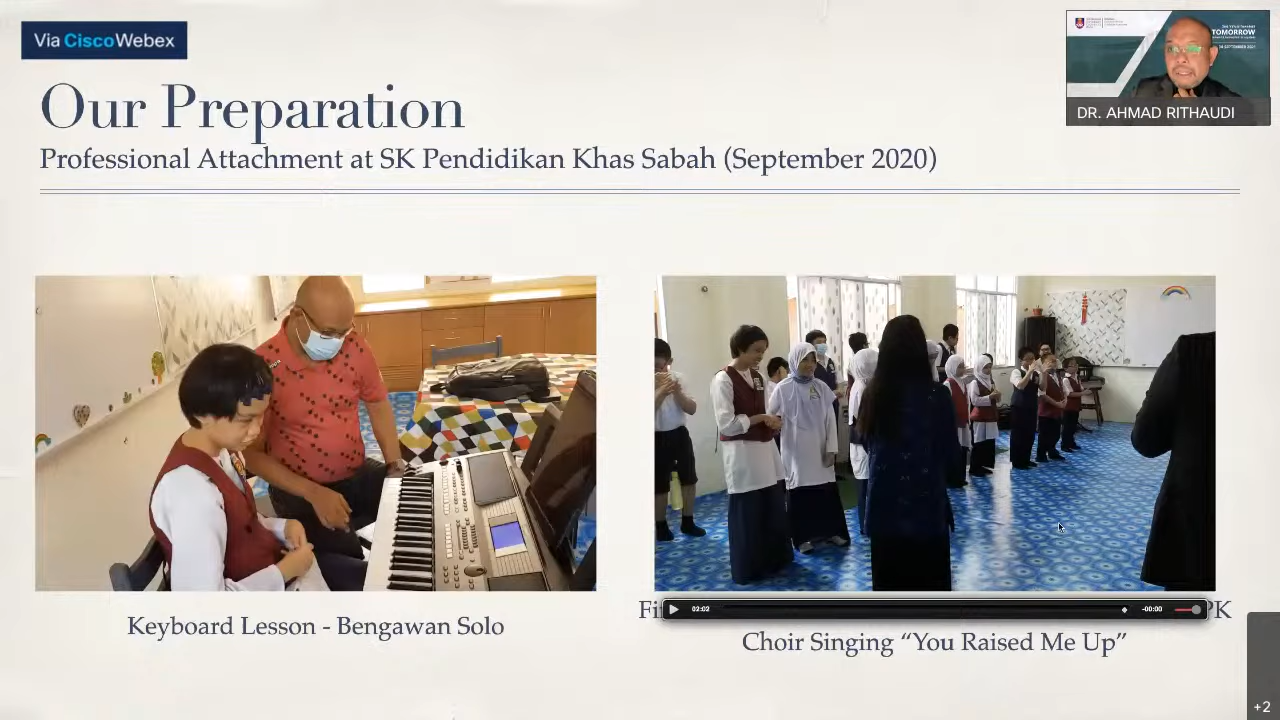 Via CiscoWebex
TOMORROW
DR. AHMAD RITHAUDI
Our Preparation
Professional Attachment at SK Pendidikan Khas Sabah (September 2020)
02:02
-00:00
PK
Keyboard Lesson - Bengawan Solo
Choir Singing “You Raised Me Up”
+2